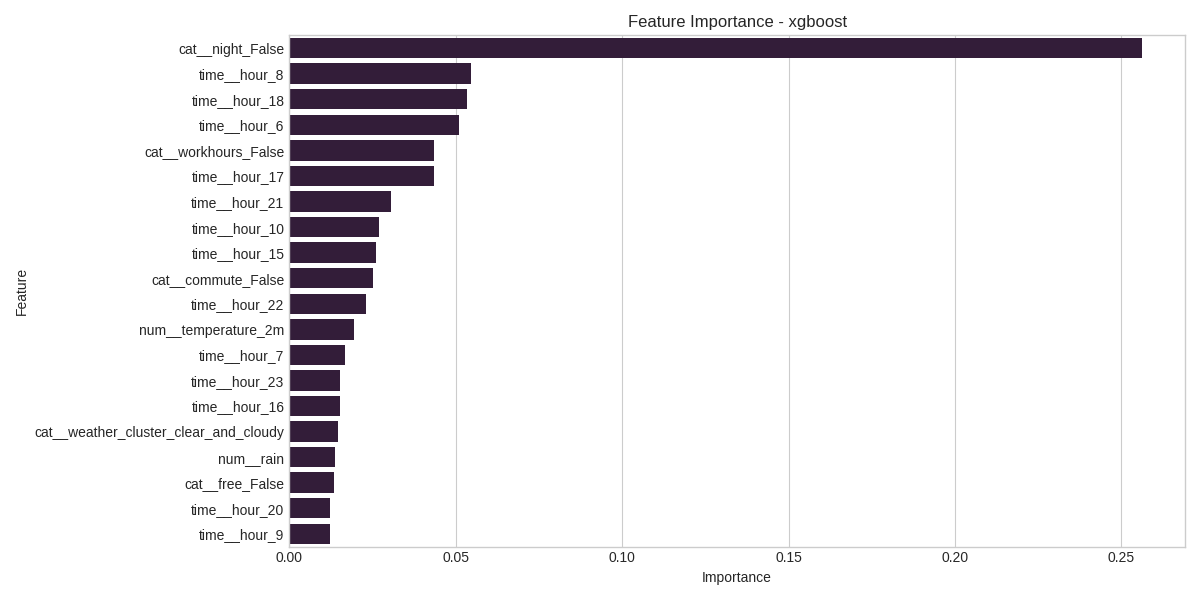 Feature Importance - xgboost
Feature
cat__night_False
time__hour_8
time__hour_18
time__hour_6
cat__workhours_False
time__hour_17
time__hour_21
time__hour_10
time__hour_15
cat__commute_False
time__hour_22
num__temperature_2m
time__hour_7
time__hour_23
time__hour_16
cat__weather_cluster_clear_and_cloudy
num__rain
cat__free_False
time__hour_20
time__hour_9
0.00 0.05 0.10 0.15 0.20 0.25
Importance